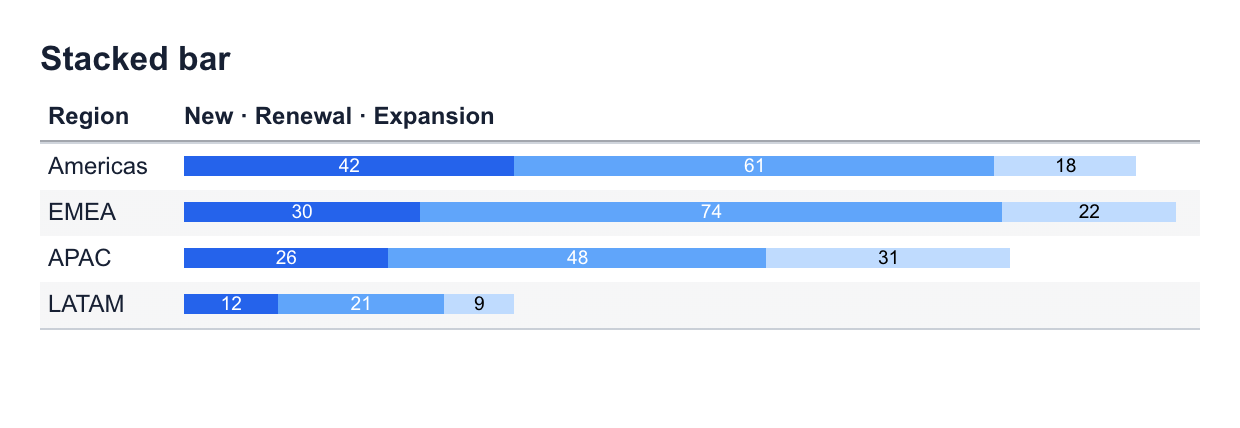 Stacked bar
Region New · Renewal · Expansion
Americas 42 61 18
EMEA 30 74 22
APAC 26 48 31
LATAM 12 21 9